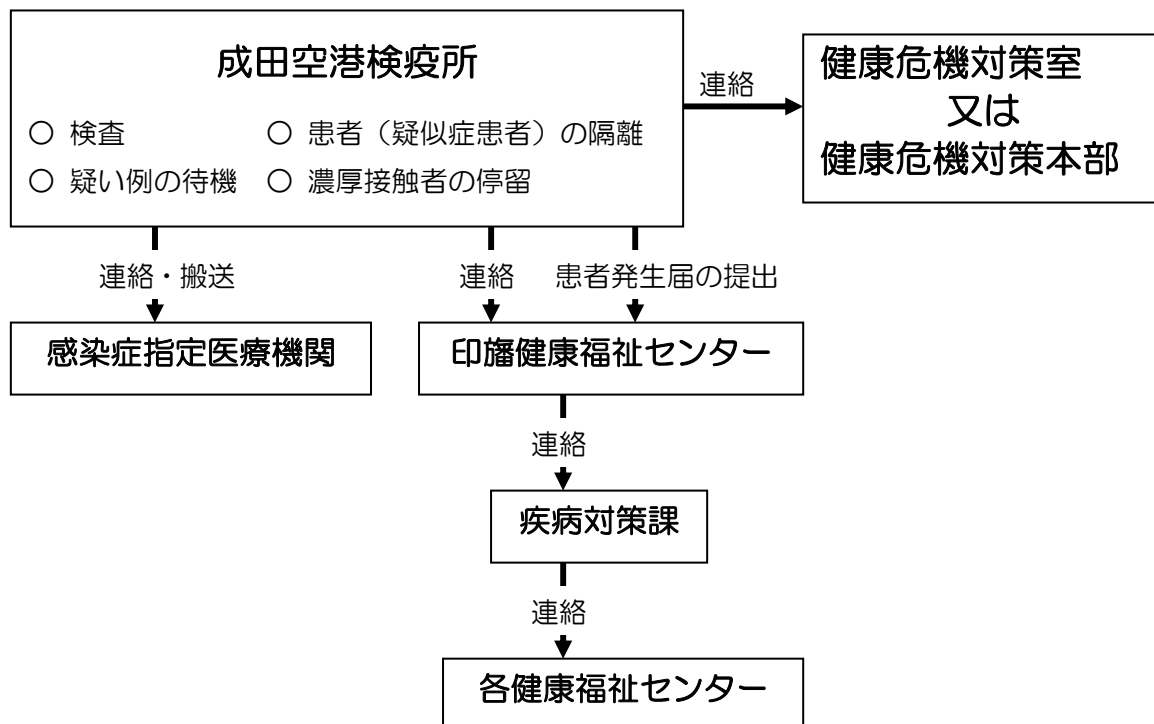 成田空港検疫所
○ 検査 ○ 患者（疑似症患者）の隔離
○ 疑い例の待機 ○ 濃厚接触者の停留
連絡
健康危機対策室
又は
健康危機対策本部
連絡・搬送
連絡
患者発生届の提出
感染症指定医療機関
印旛健康福祉センター
連絡
疾病対策課
連絡
各健康福祉センター